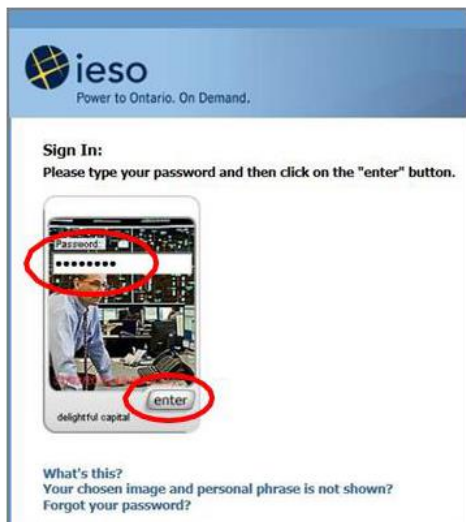 ieso
Power to Ontario. On Demand.
Sign In:
Please type your password and then click on the "enter" button.
Password:
••••••••
enter
delightful capital
What's this?
Your chosen image and personal phrase is not shown?
Forgot your password?